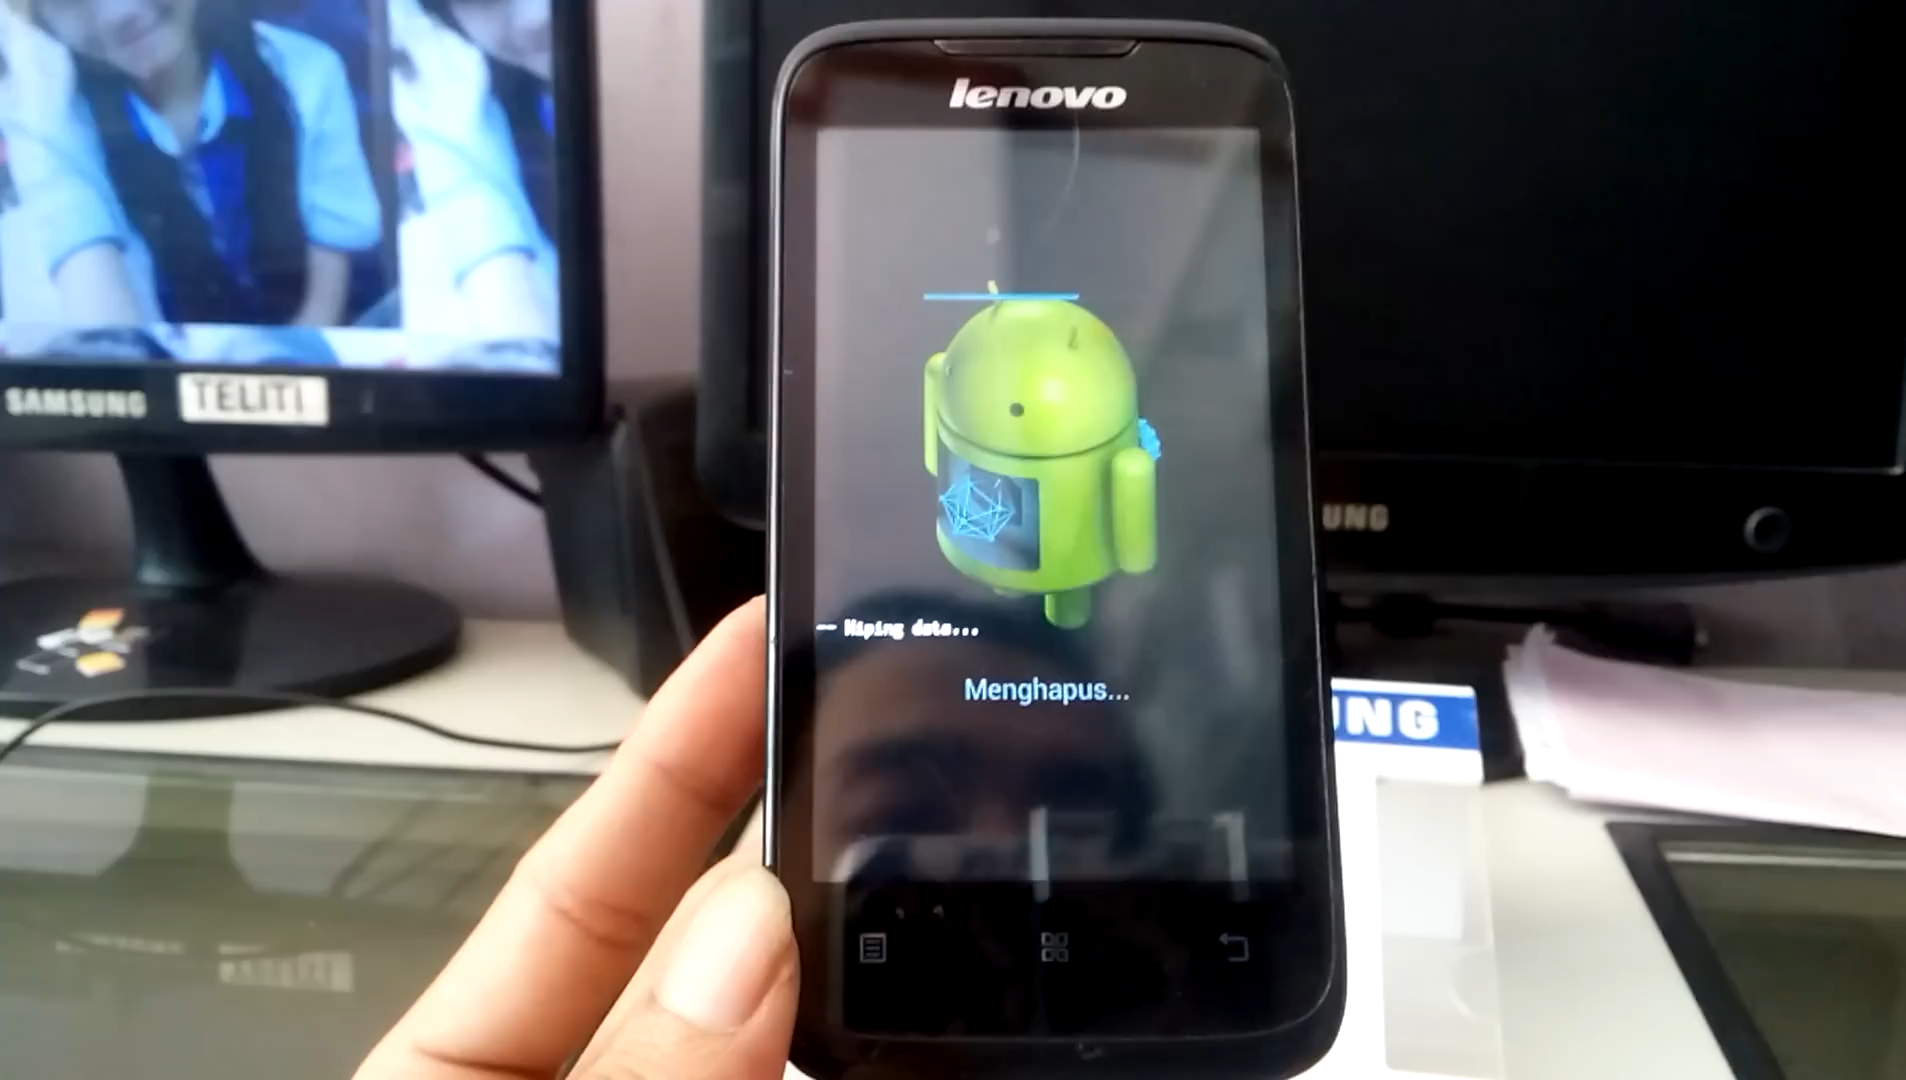 lenovo
SAMSUNG
TELITI
UNG
-- Wiping data...
Menghapus...
UNG